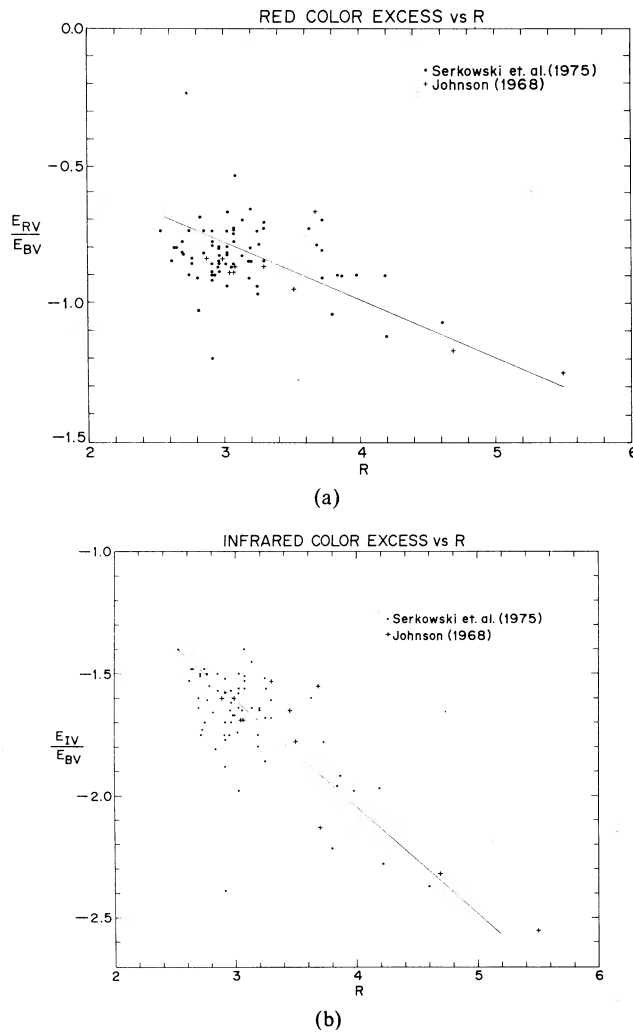 RED COLOR EXCESS vs R
0.0
• Serkowski et. al. (1975)
+ Johnson (1968)
−0.5
E_RV
E_BV
−1.0
−1.5
2 3 4 5 6
R
(a)
INFRARED COLOR EXCESS vs R
−1.0
· Serkowski et. al. (1975)
+ Johnson (1968)
−1.5
E_IV
E_BV
−2.0
−2.5
2 3 4 5 6
R
(b)